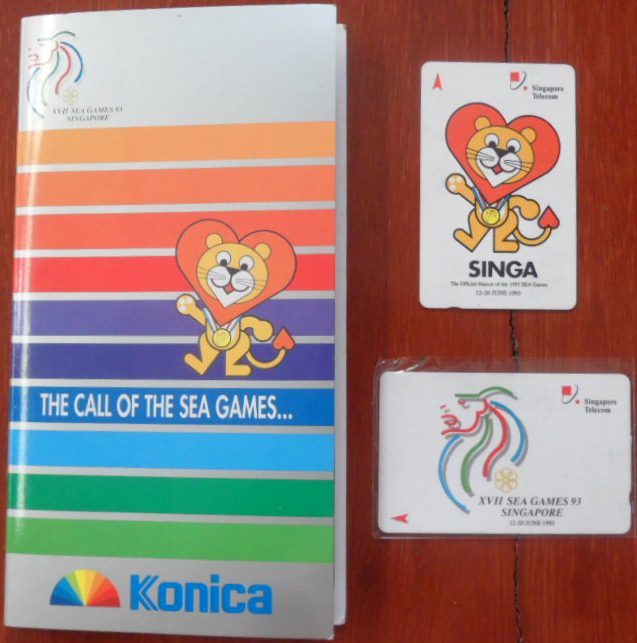 XVII SEA GAMES 93
SINGAPORE
THE CALL OF THE SEA GAMES...
Konica
Singapore
Telecom
SINGA
The Official Mascot of the 1993 SEA Games
12-20 JUNE 1993
Singapore
Telecom
XVII SEA GAMES 93
SINGAPORE
12-20 JUNE 1993